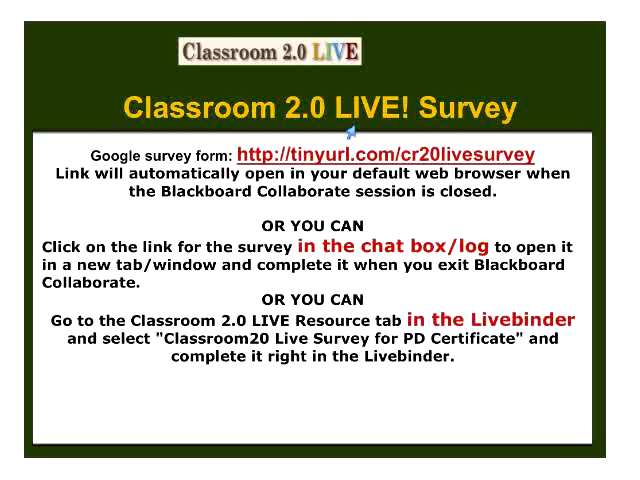 Classroom 2.0 LIVE
Classroom 2.0 LIVE! Survey
Google survey form: http://tinyurl.com/cr20livesurvey
Link will automatically open in your default web browser when
the Blackboard Collaborate session is closed.
OR YOU CAN
Click on the link for the survey in the chat box/log to open it
in a new tab/window and complete it when you exit Blackboard
Collaborate.
OR YOU CAN
Go to the Classroom 2.0 LIVE Resource tab in the Livebinder
and select "Classroom20 Live Survey for PD Certificate" and
complete it right in the Livebinder.